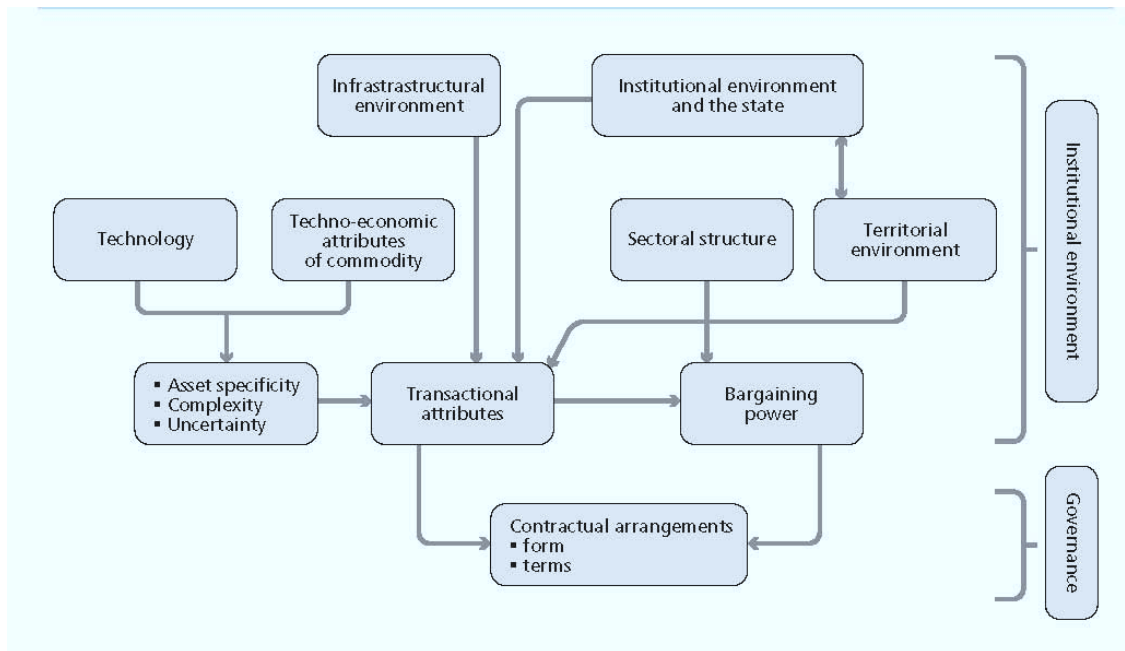 Infrastrastructural
environment
Institutional environment
and the state
Technology
Techno-economic
attributes
of commodity
Sectoral structure
Territorial
environment
▪ Asset specificity
▪ Complexity
▪ Uncertainty
Transactional
attributes
Bargaining
power
Contractual arrangements
▪ form
▪ terms
Institutional environment
Governance